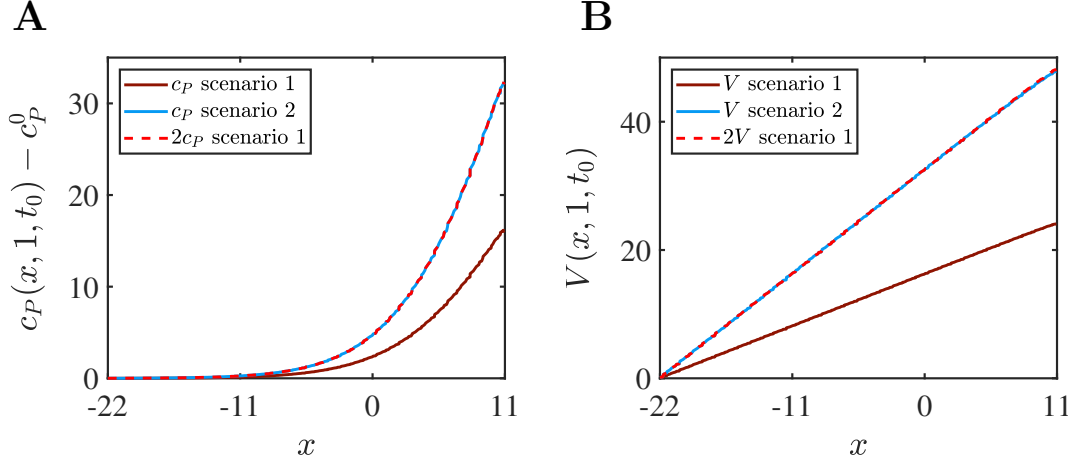 A
c_P(x, 1, t_0) − c_P^0
30
20
10
0
c_P scenario 1
c_P scenario 2
2c_P scenario 1
-22 -11 0 11
x
B
V(x, 1, t_0)
40
20
0
V scenario 1
V scenario 2
2V scenario 1
-22 -11 0 11
x